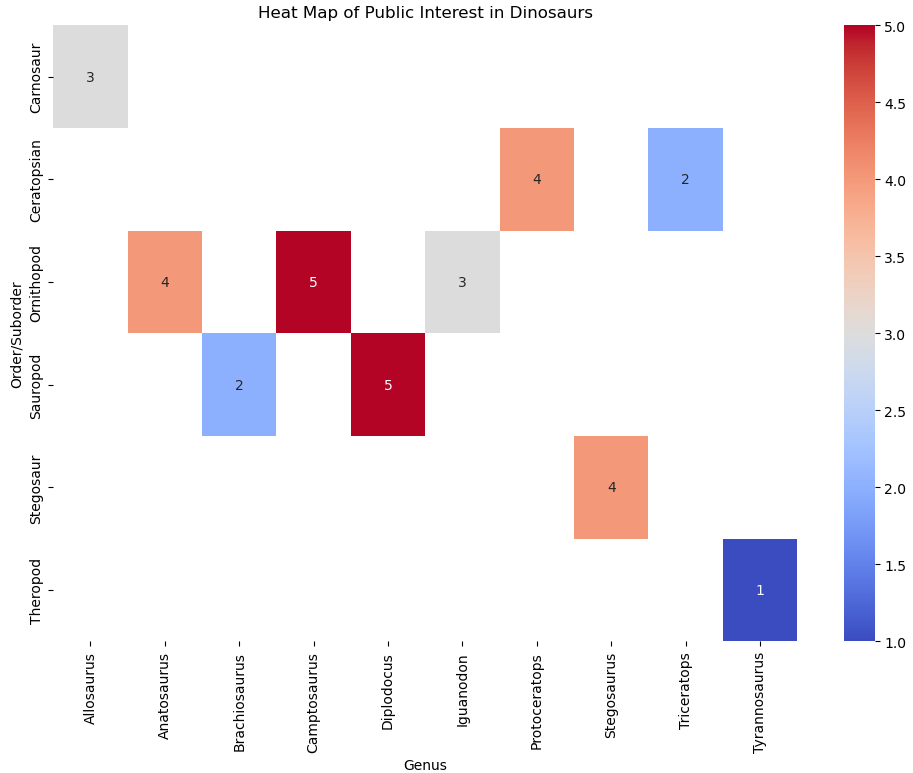 Heat Map of Public Interest in Dinosaurs
Order/Suborder
Carnosaur
Ceratopsian
Ornithopod
Sauropod
Stegosaur
Theropod
3
4
2
4
5
3
2
5
4
1
Allosaurus
Anatosaurus
Brachiosaurus
Camptosaurus
Diplodocus
Iguanodon
Protoceratops
Stegosaurus
Triceratops
Tyrannosaurus
Genus
5.0
4.5
4.0
3.5
3.0
2.5
2.0
1.5
1.0